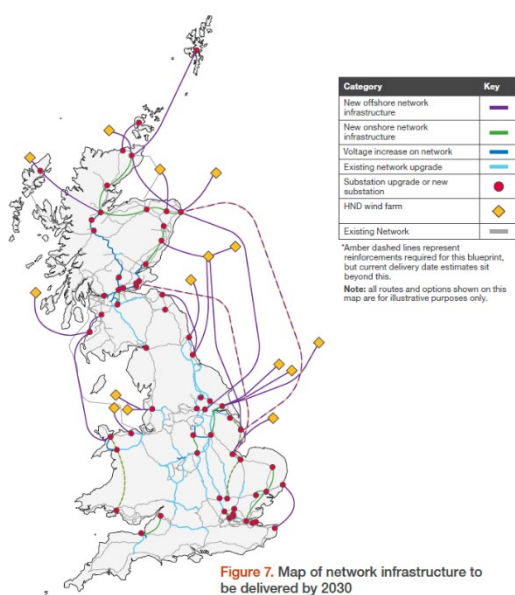 Category Key
New offshore network
infrastructure
New onshore network
infrastructure
Voltage increase on network
Existing network upgrade
Substation upgrade or new
substation
HND wind farm
Existing Network
*Amber dashed lines represent
reinforcements required for this blueprint,
but current delivery date estimates sit
beyond this.
Note: all routes and options shown on this
map are for illustrative purposes only.
Figure 7. Map of network infrastructure to
be delivered by 2030